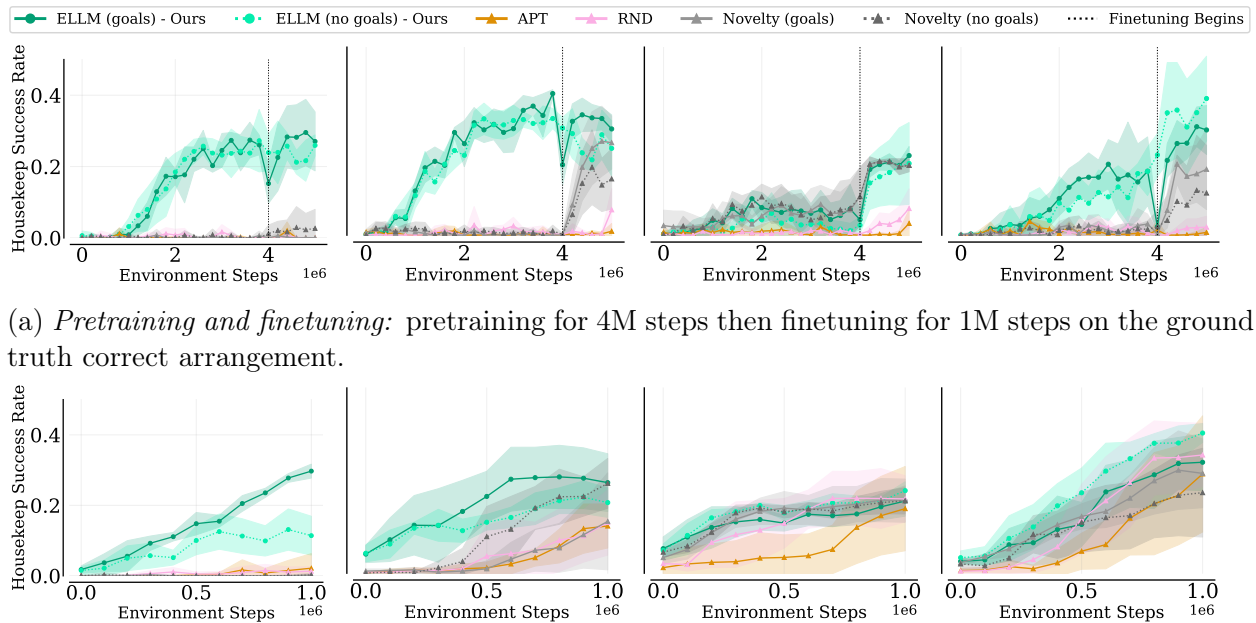 ELLM (goals) - Ours ELLM (no goals) - Ours APT RND Novelty (goals) Novelty (no goals) Finetuning Begins
Housekeep Success Rate
0.4
0.2
0.0
0 2 4 0 2 4 0 2 4 0 2 4
Environment Steps 1e6 Environment Steps 1e6 Environment Steps 1e6 Environment Steps 1e6
(a) Pretraining and finetuning: pretraining for 4M steps then finetuning for 1M steps on the ground
truth correct arrangement.
Housekeep Success Rate
0.4
0.2
0.0
0.0 0.5 1.0 0.0 0.5 1.0 0.0 0.5 1.0 0.0 0.5 1.0
Environment Steps 1e6 Environment Steps 1e6 Environment Steps 1e6 Environment Steps 1e6